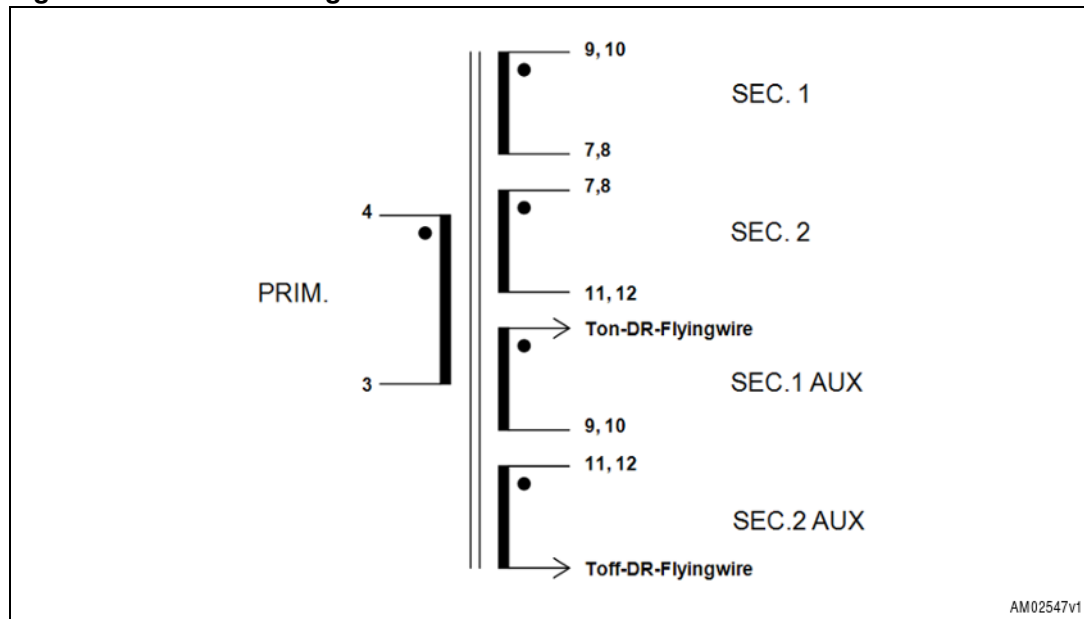 9, 10
SEC. 1
7,8
7,8
4
SEC. 2
PRIM.
11, 12
Ton-DR-Flyingwire
3
SEC.1 AUX
9, 10
11, 12
SEC.2 AUX
Toff-DR-Flyingwire
AM02547v1